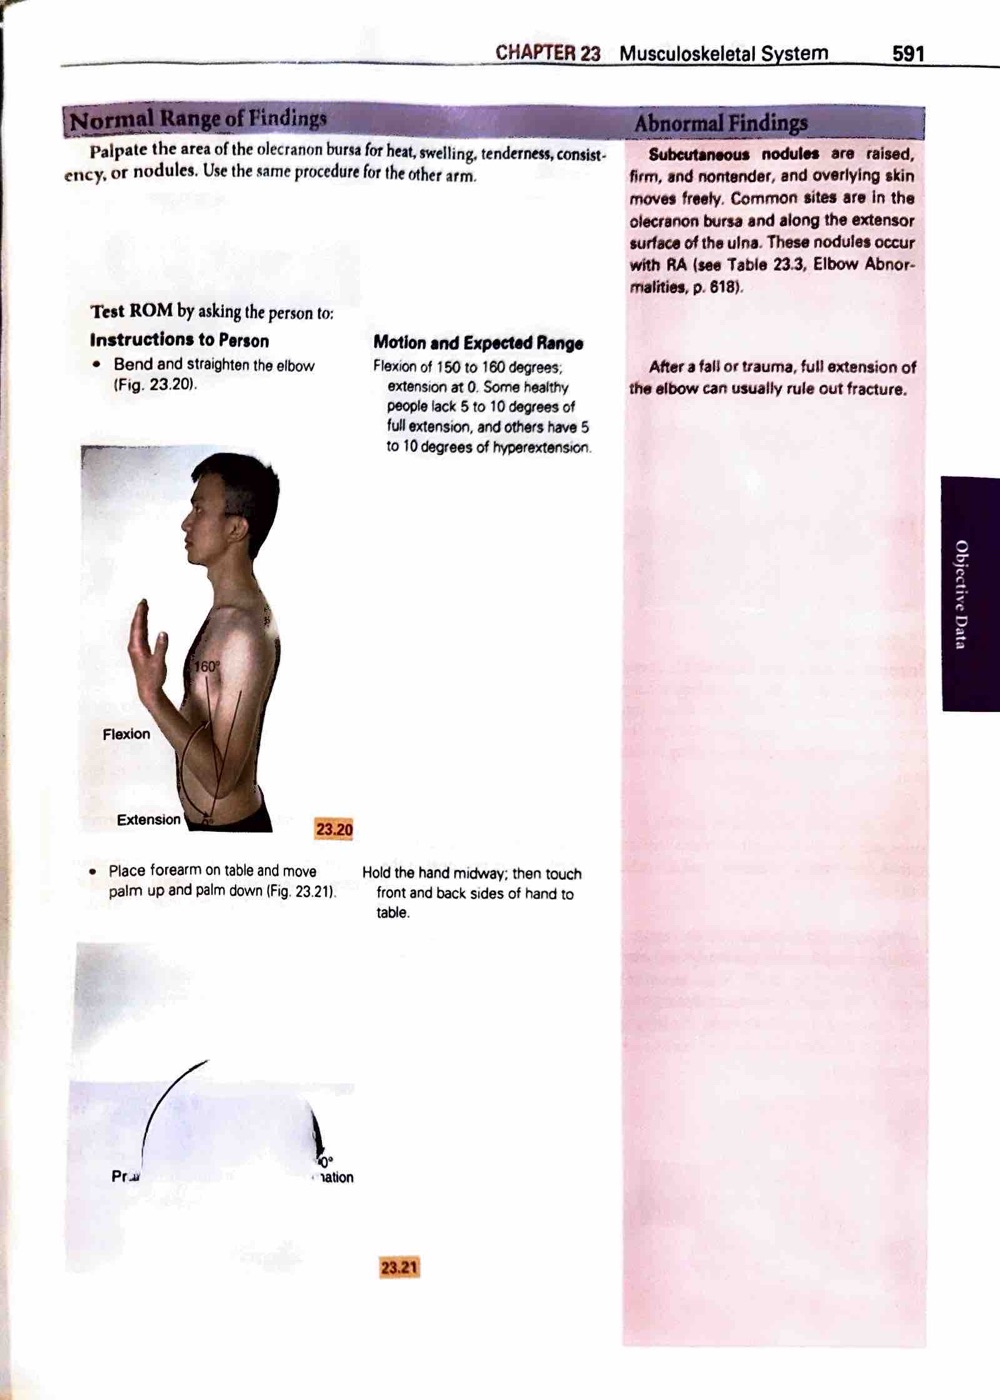 CHAPTER 23 Musculoskeletal System 591
Normal Range of Findings
Abnormal Findings
Palpate the area of the olecranon bursa for heat, swelling, tenderness, consist-
ency, or nodules. Use the same procedure for the other arm.
Subcutaneous nodules are raised,
firm, and nontender, and overlying skin
moves freely. Common sites are in the
olecranon bursa and along the extensor
surface of the ulna. These nodules occur
with RA (see Table 23.3, Elbow Abnor-
malities, p. 618).
Test ROM by asking the person to:
Instructions to Person
• Bend and straighten the elbow
(Fig. 23.20).
Motion and Expected Range
Flexion of 150 to 160 degrees;
extension at 0. Some healthy
people lack 5 to 10 degrees of
full extension, and others have 5
to 10 degrees of hyperextension.
After a fall or trauma, full extension of
the elbow can usually rule out fracture.
160°
Flexion
Extension
23.20
Objective Data
• Place forearm on table and move
palm up and palm down (Fig. 23.21).
Hold the hand midway; then touch
front and back sides of hand to
table.
23.21